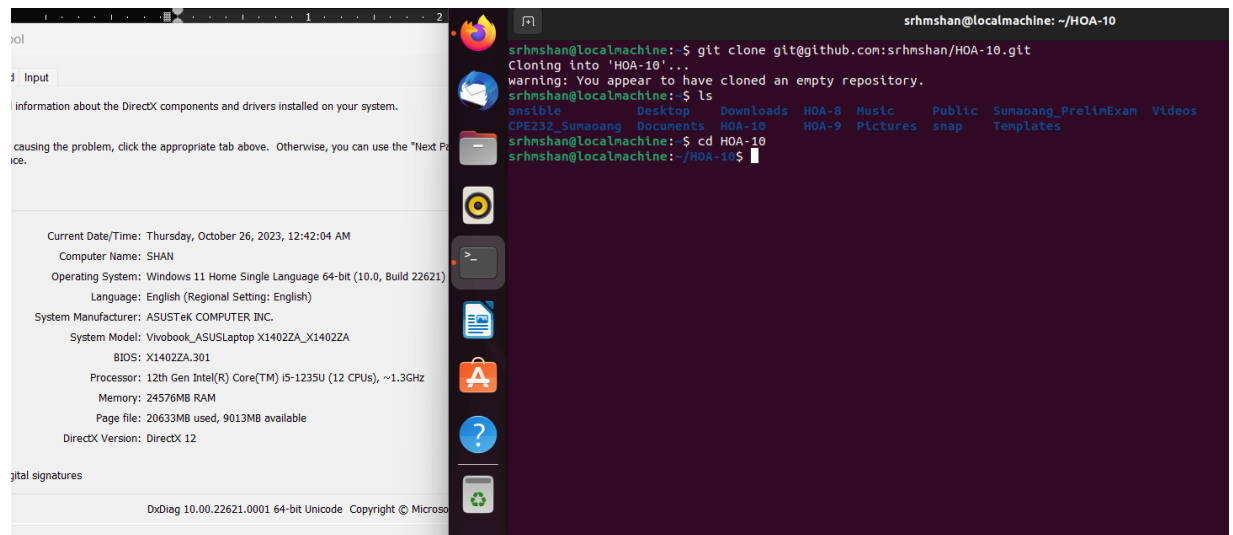 1 2
ool
d Input
information about the DirectX components and drivers installed on your system.
causing the problem, click the appropriate tab above. Otherwise, you can use the "Next Pa
nce.
Current Date/Time: Thursday, October 26, 2023, 12:42:04 AM
Computer Name: SHAN
Operating System: Windows 11 Home Single Language 64-bit (10.0, Build 22621)
Language: English (Regional Setting: English)
System Manufacturer: ASUSTeK COMPUTER INC.
System Model: Vivobook_ASUSLaptop X1402ZA_X1402ZA
BIOS: X1402ZA.301
Processor: 12th Gen Intel(R) Core(TM) i5-1235U (12 CPUs), ~1.3GHz
Memory: 24576MB RAM
Page file: 20633MB used, 9013MB available
DirectX Version: DirectX 12
gital signatures
DxDiag 10.00.22621.0001 64-bit Unicode Copyright © Microso
srhmshan@localmachine: ~/HOA-10
srhmshan@localmachine:~$ git clone git@github.com:srhmshan/HOA-10.git
Cloning into 'HOA-10'...
warning: You appear to have cloned an empty repository.
srhmshan@localmachine:~$ ls
ansible Desktop Downloads HOA-8 Music Public Sumaoang_PrelimExam Videos
CPE232_Sumaoang Documents HOA-10 HOA-9 Pictures snap Templates
srhmshan@localmachine:~$ cd HOA-10
srhmshan@localmachine:~/HOA-10$